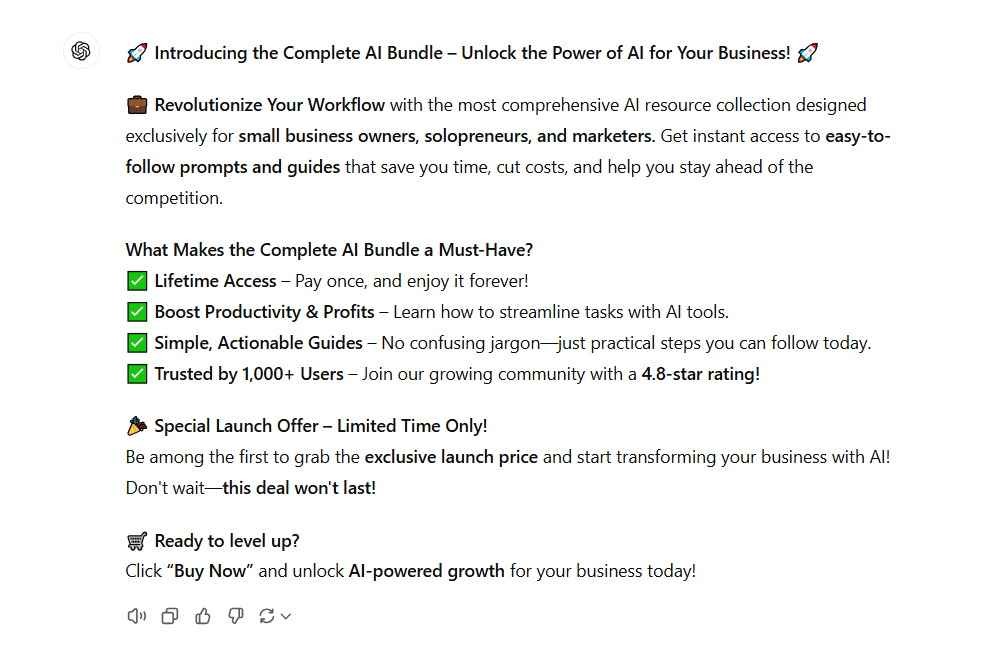 🚀 Introducing the Complete AI Bundle – Unlock the Power of AI for Your Business! 🚀
💼 Revolutionize Your Workflow with the most comprehensive AI resource collection designed
exclusively for small business owners, solopreneurs, and marketers. Get instant access to easy-to-
follow prompts and guides that save you time, cut costs, and help you stay ahead of the
competition.
What Makes the Complete AI Bundle a Must-Have?
✅ Lifetime Access – Pay once, and enjoy it forever!
✅ Boost Productivity & Profits – Learn how to streamline tasks with AI tools.
✅ Simple, Actionable Guides – No confusing jargon—just practical steps you can follow today.
✅ Trusted by 1,000+ Users – Join our growing community with a 4.8-star rating!
🎉 Special Launch Offer – Limited Time Only!
Be among the first to grab the exclusive launch price and start transforming your business with AI!
Don't wait—this deal won't last!
🛒 Ready to level up?
Click “Buy Now” and unlock AI-powered growth for your business today!